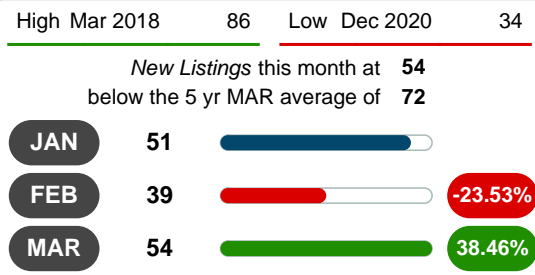 High Mar 2018 86 Low Dec 2020 34
New Listings this month at 54
below the 5 yr MAR average of 72
JAN 51
FEB 39 -23.53%
MAR 54 38.46%